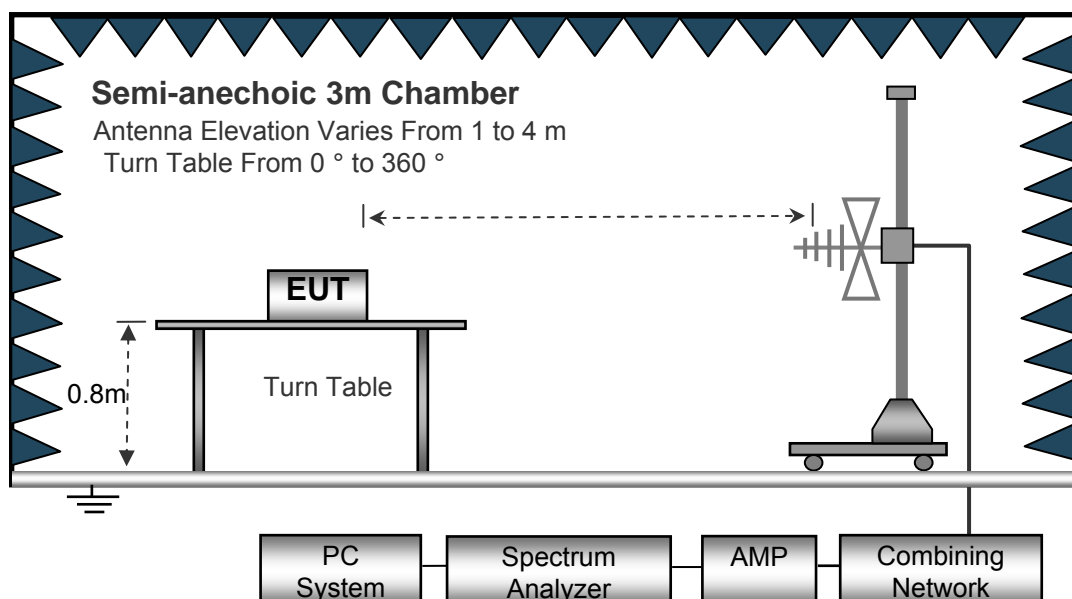 Semi-anechoic 3m Chamber
Antenna Elevation Varies From 1 to 4 m
Turn Table From 0 ° to 360 °
EUT
0.8m
Turn Table
PC
System
Spectrum
Analyzer
AMP
Combining
Network